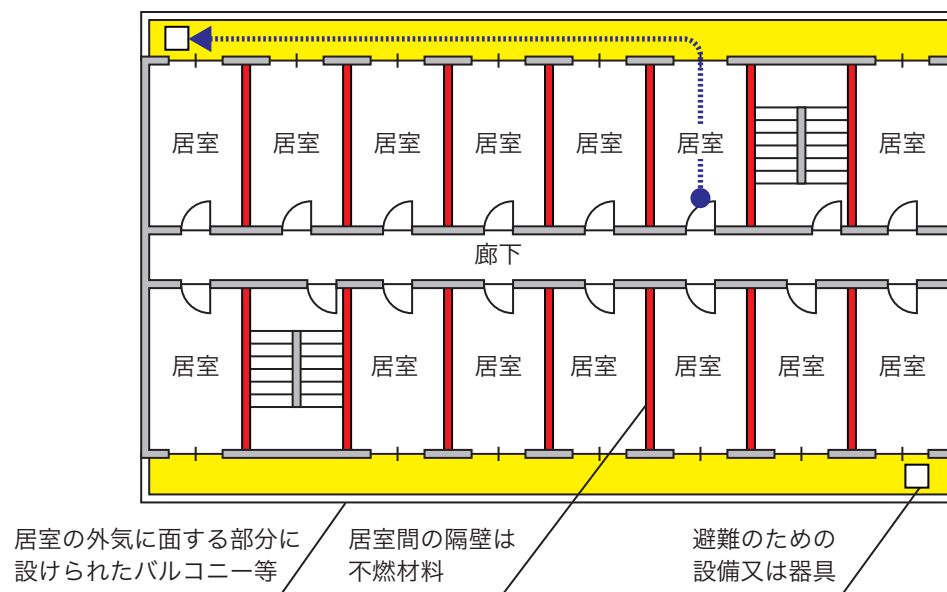 居室 居室 居室 居室 居室 居室 居室
廊下
居室 居室 居室 居室 居室 居室 居室
居室の外気に面する部分に
設けられたバルコニー等
居室間の隔壁は
不燃材料
避難のための
設備又は器具